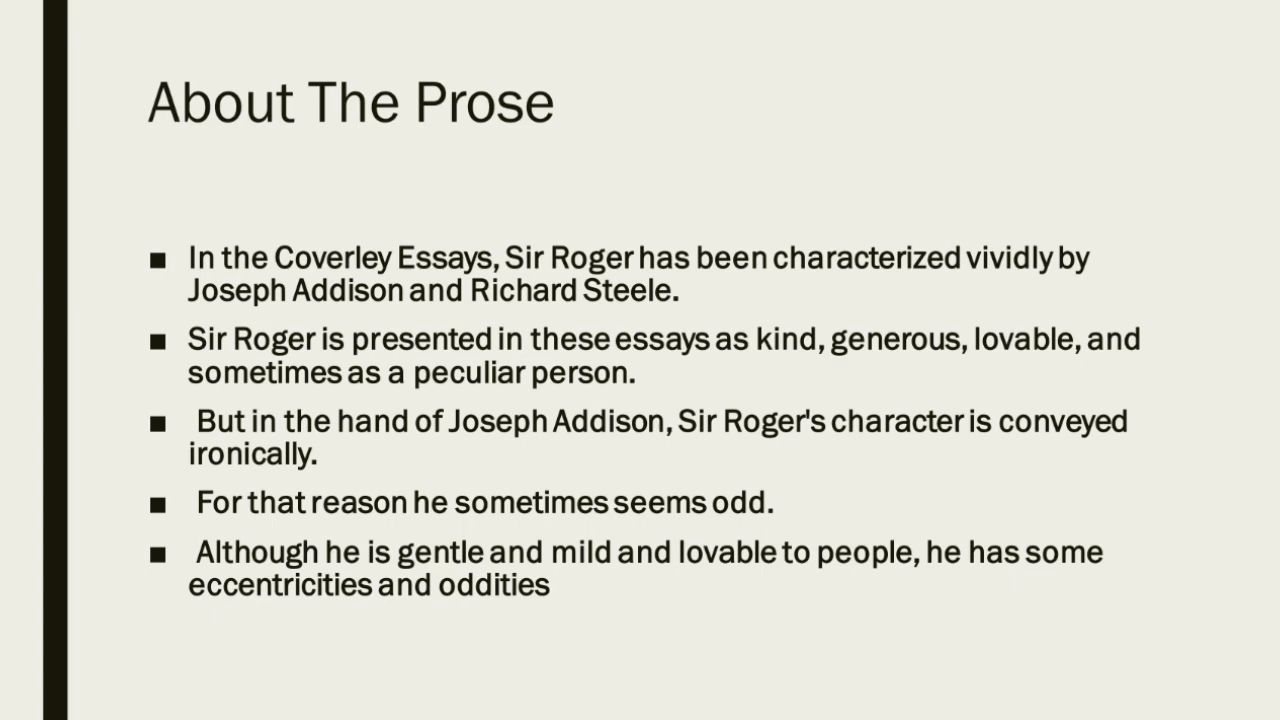 About The Prose
■ In the Coverley Essays, Sir Roger has been characterized vividly by
Joseph Addison and Richard Steele.
■ Sir Roger is presented in these essays as kind, generous, lovable, and
sometimes as a peculiar person.
■ But in the hand of Joseph Addison, Sir Roger's character is conveyed
ironically.
■ For that reason he sometimes seems odd.
■ Although he is gentle and mild and lovable to people, he has some
eccentricities and oddities